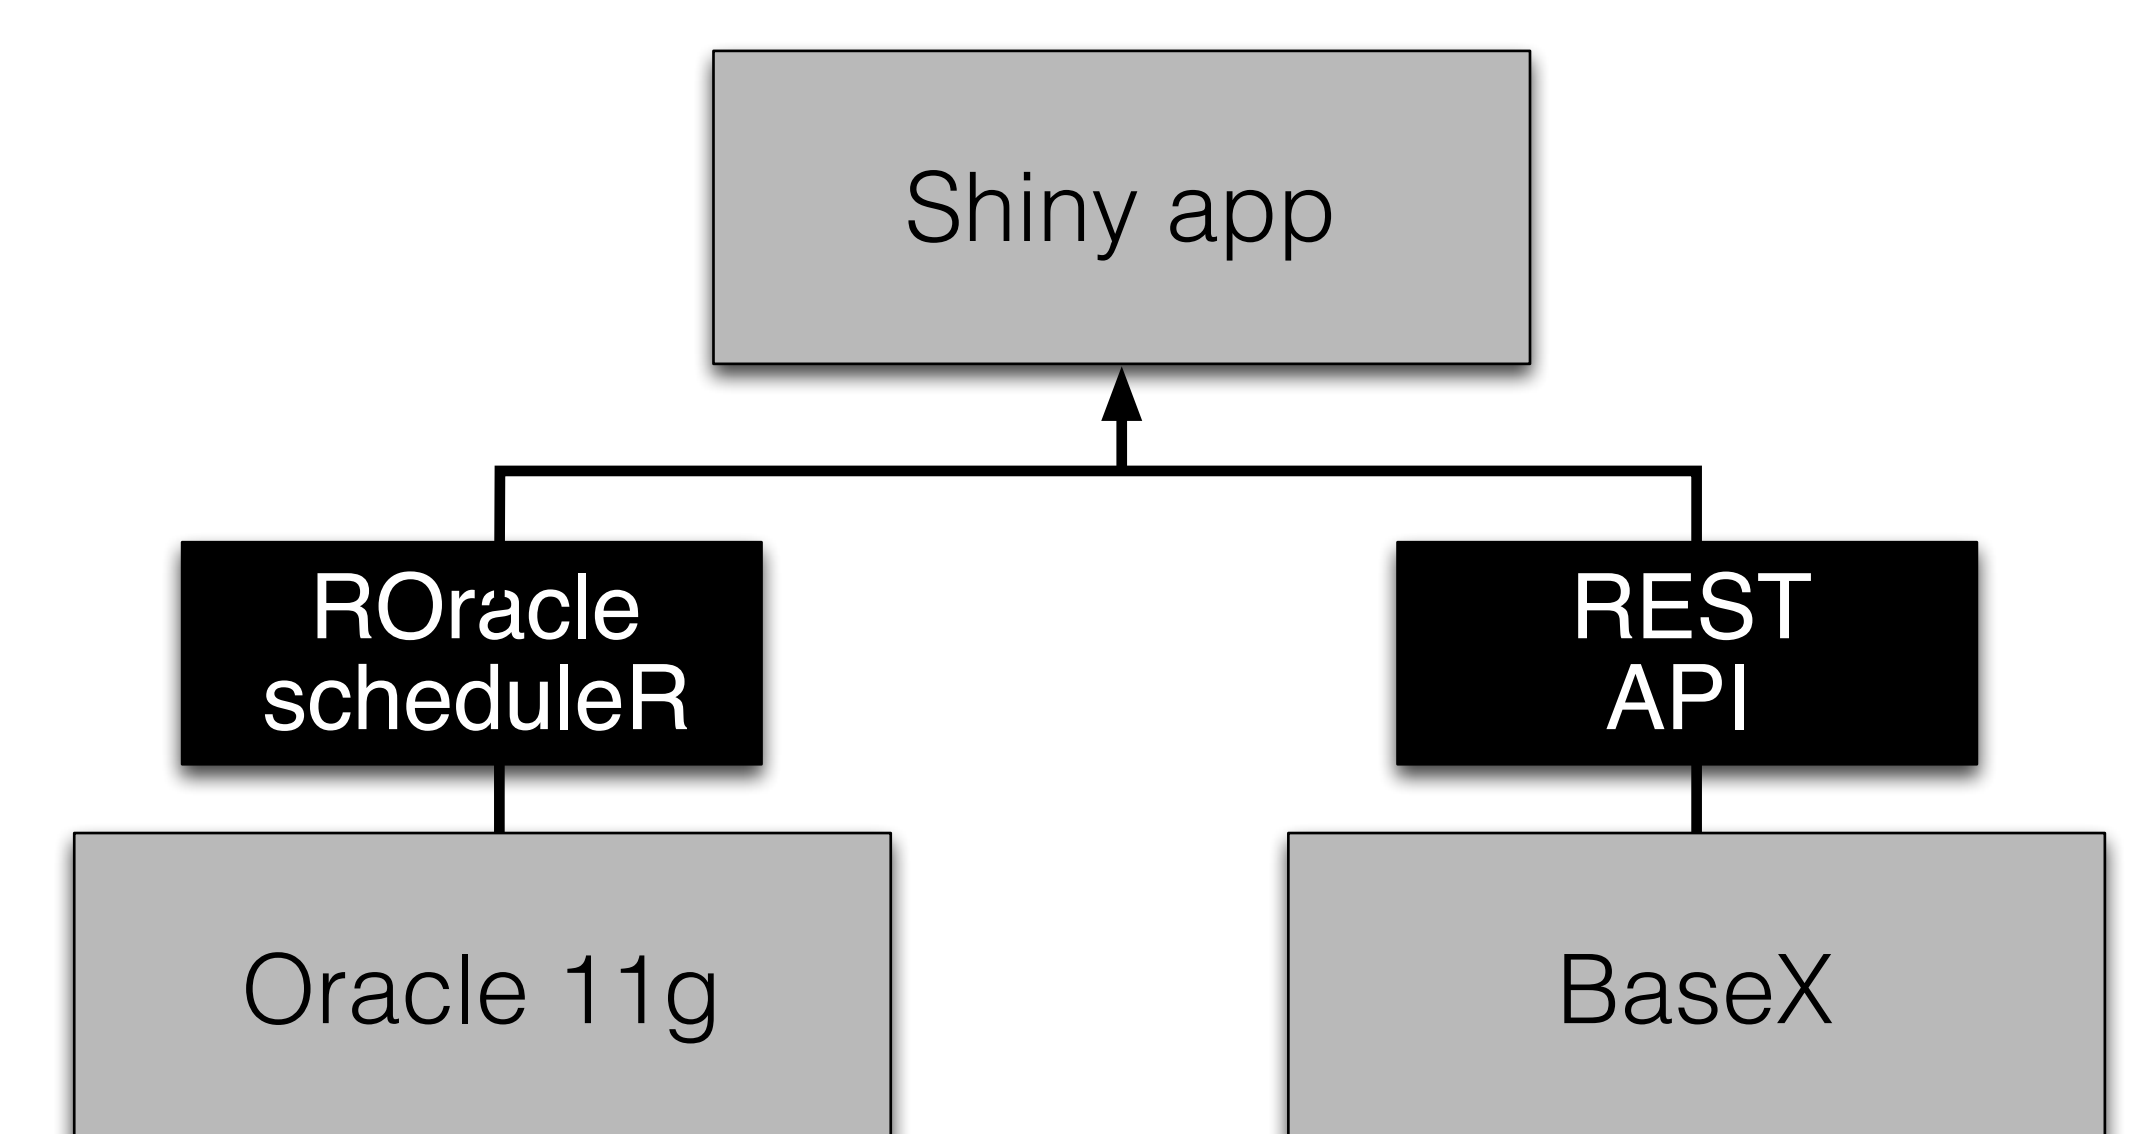 Shiny app
ROracle
scheduleR
REST
API
Oracle 11g
BaseX